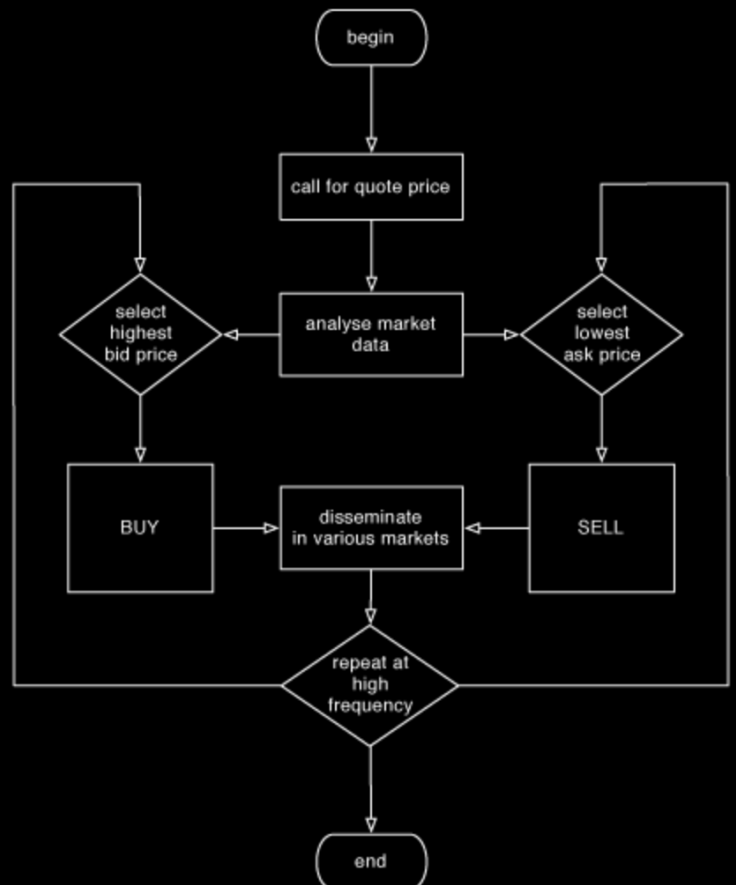 begin
call for quote price
analyse market
data
select
highest
bid price
select
lowest
ask price
BUY
disseminate
in various markets
SELL
repeat at
high
frequency
end